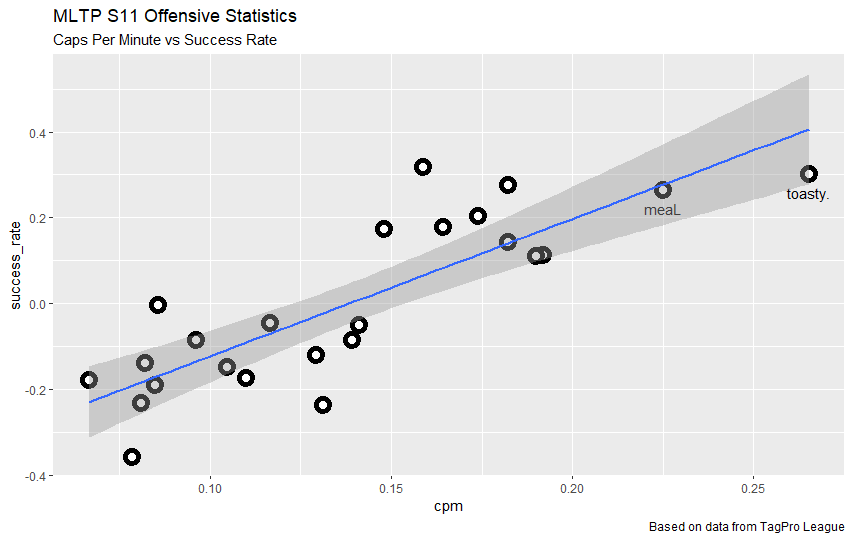 MLTP S11 Offensive Statistics
Caps Per Minute vs Success Rate
success_rate
0.4
0.2
0.0
-0.2
-0.4
meaL
toasty.
0.10 0.15 0.20 0.25
cpm
Based on data from TagPro League